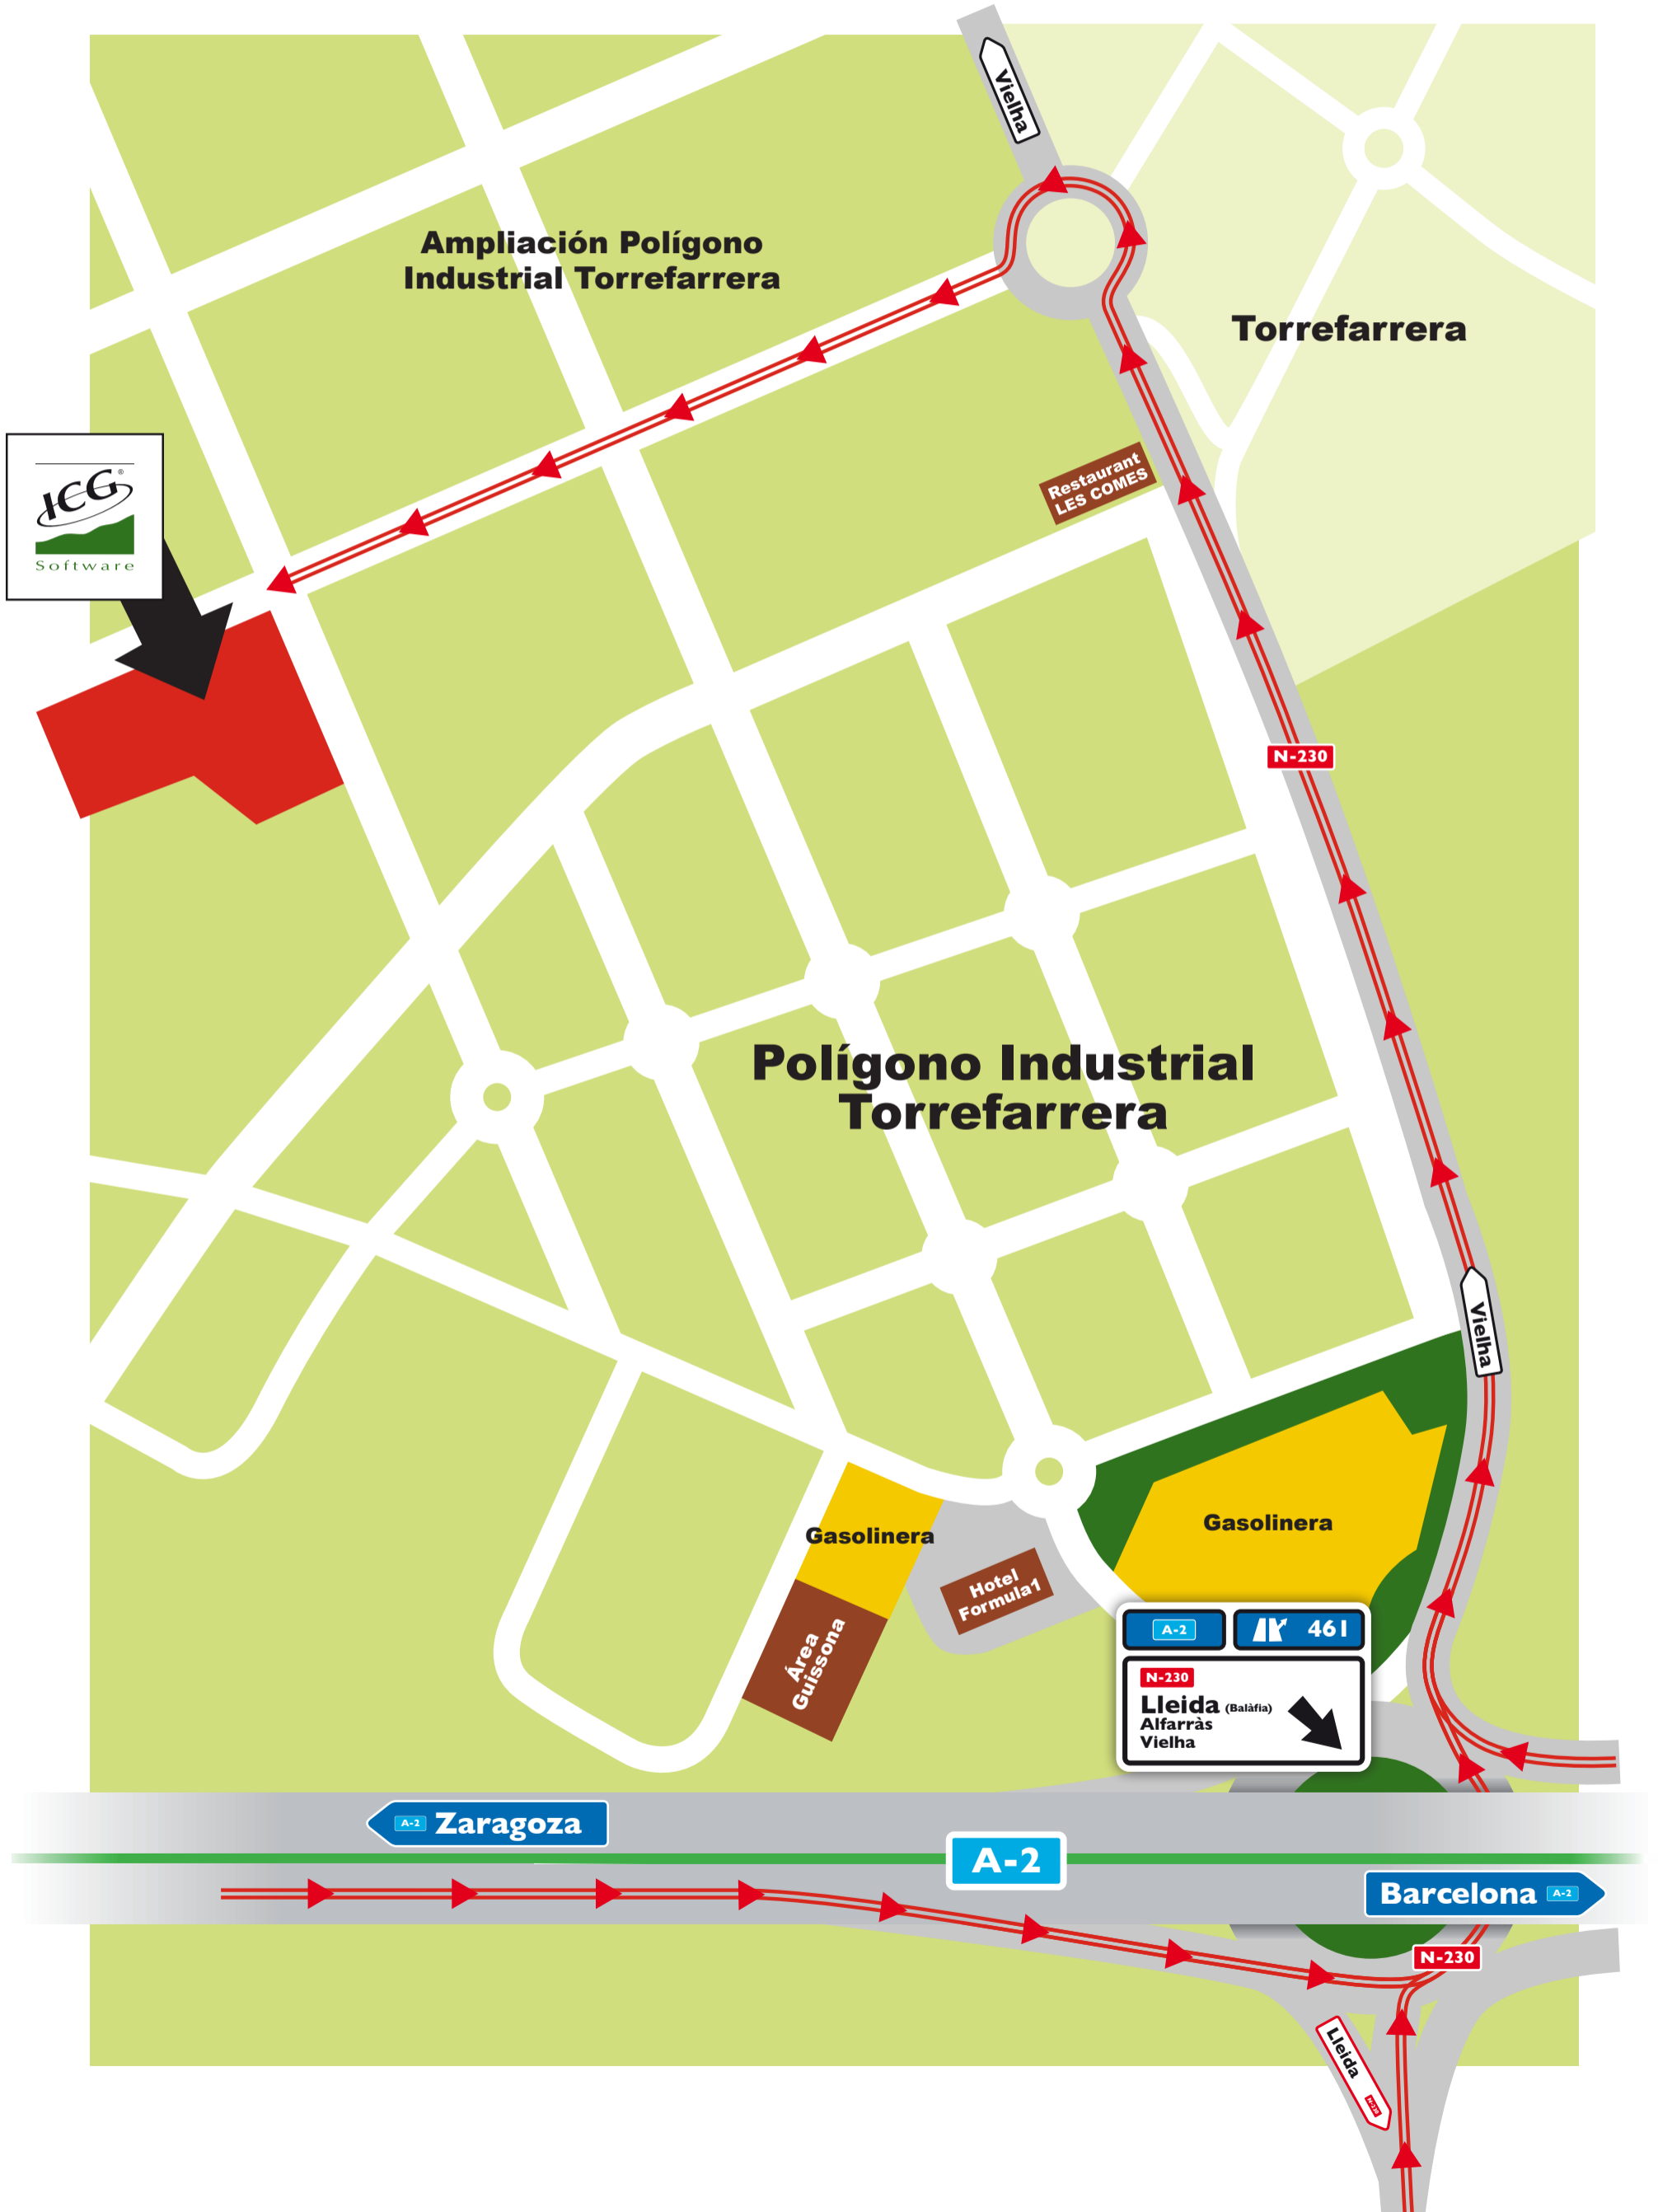 Vielha
Ampliación Polígono
Industrial Torrefarrera
Torrefarrera
ICG®
Software
Restaurant
LES COMES
N-230
Polígono Industrial
Torrefarrera
Vielha
Gasolinera
Gasolinera
Hotel
Formula1
Área
Guissona
A-2
461
N-230
Lleida (Balàfia)
Alfarràs
Vielha
A-2 Zaragoza
A-2
Barcelona A-2
N-230
Lleida
N-230